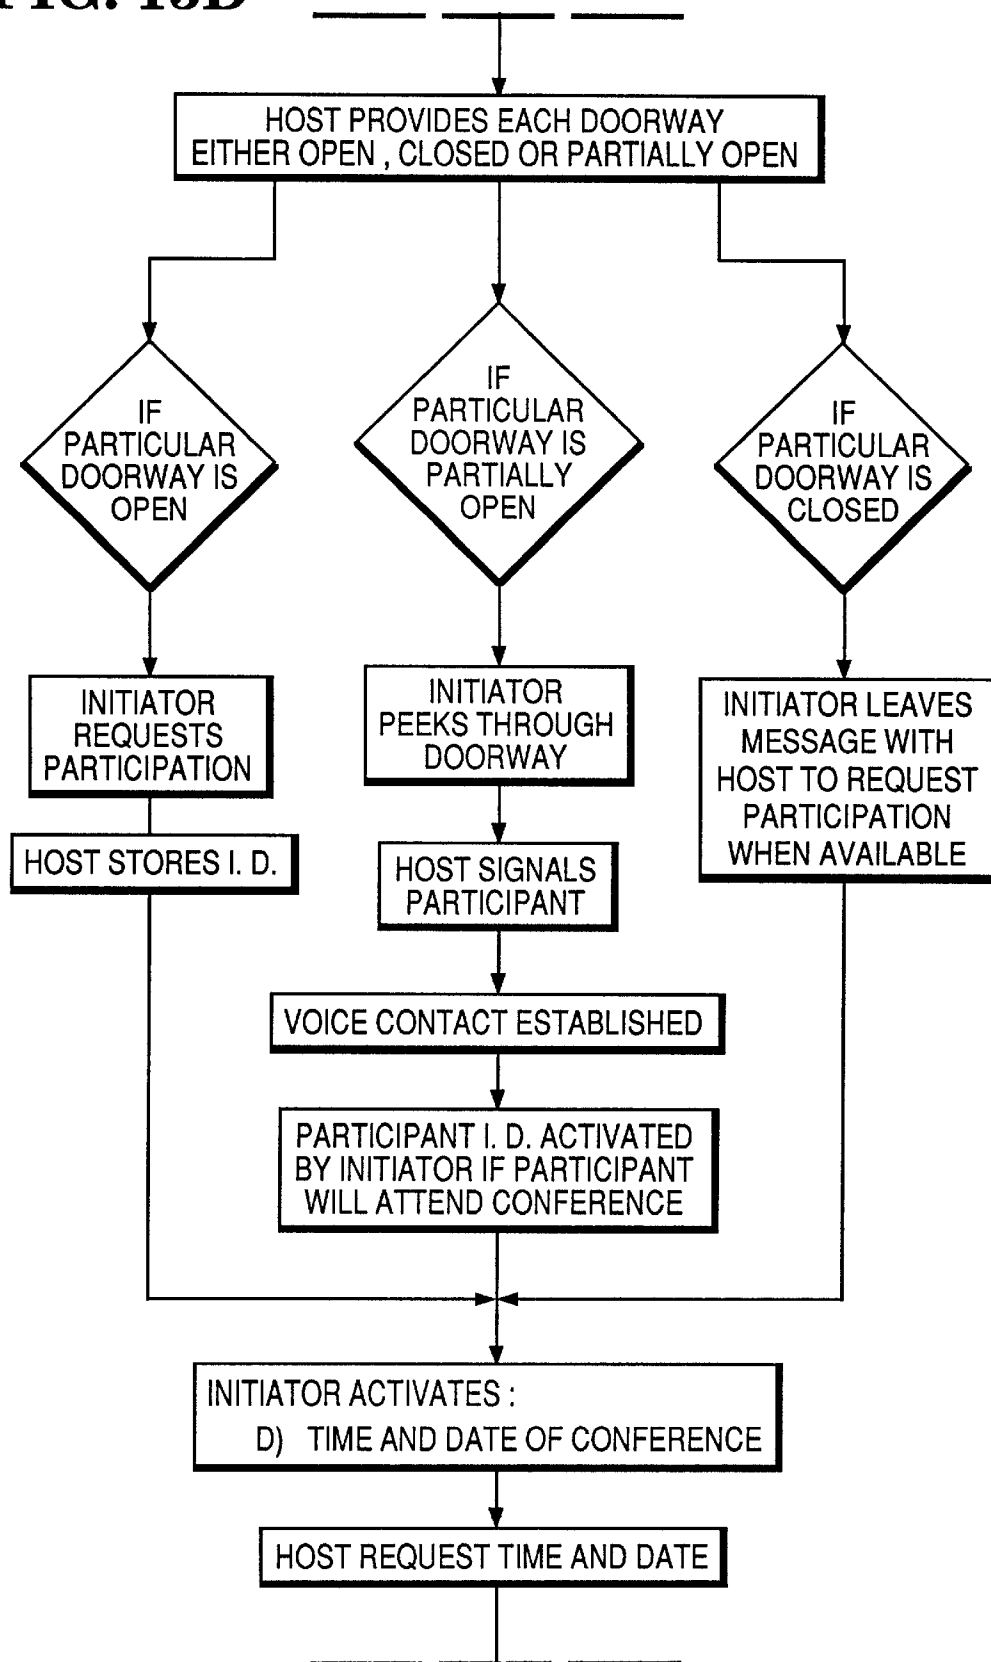 HOST PROVIDES EACH DOORWAY
EITHER OPEN , CLOSED OR PARTIALLY OPEN
IF
PARTICULAR
DOORWAY IS
OPEN
IF
PARTICULAR
DOORWAY IS
PARTIALLY
OPEN
IF
PARTICULAR
DOORWAY IS
CLOSED
INITIATOR
REQUESTS
PARTICIPATION
HOST STORES I. D.
INITIATOR
PEEKS THROUGH
DOORWAY
HOST SIGNALS
PARTICIPANT
VOICE CONTACT ESTABLISHED
PARTICIPANT I. D. ACTIVATED
BY INITIATOR IF PARTICIPANT
WILL ATTEND CONFERENCE
INITIATOR LEAVES
MESSAGE WITH
HOST TO REQUEST
PARTICIPATION
WHEN AVAILABLE
INITIATOR ACTIVATES :
D) TIME AND DATE OF CONFERENCE
HOST REQUEST TIME AND DATE